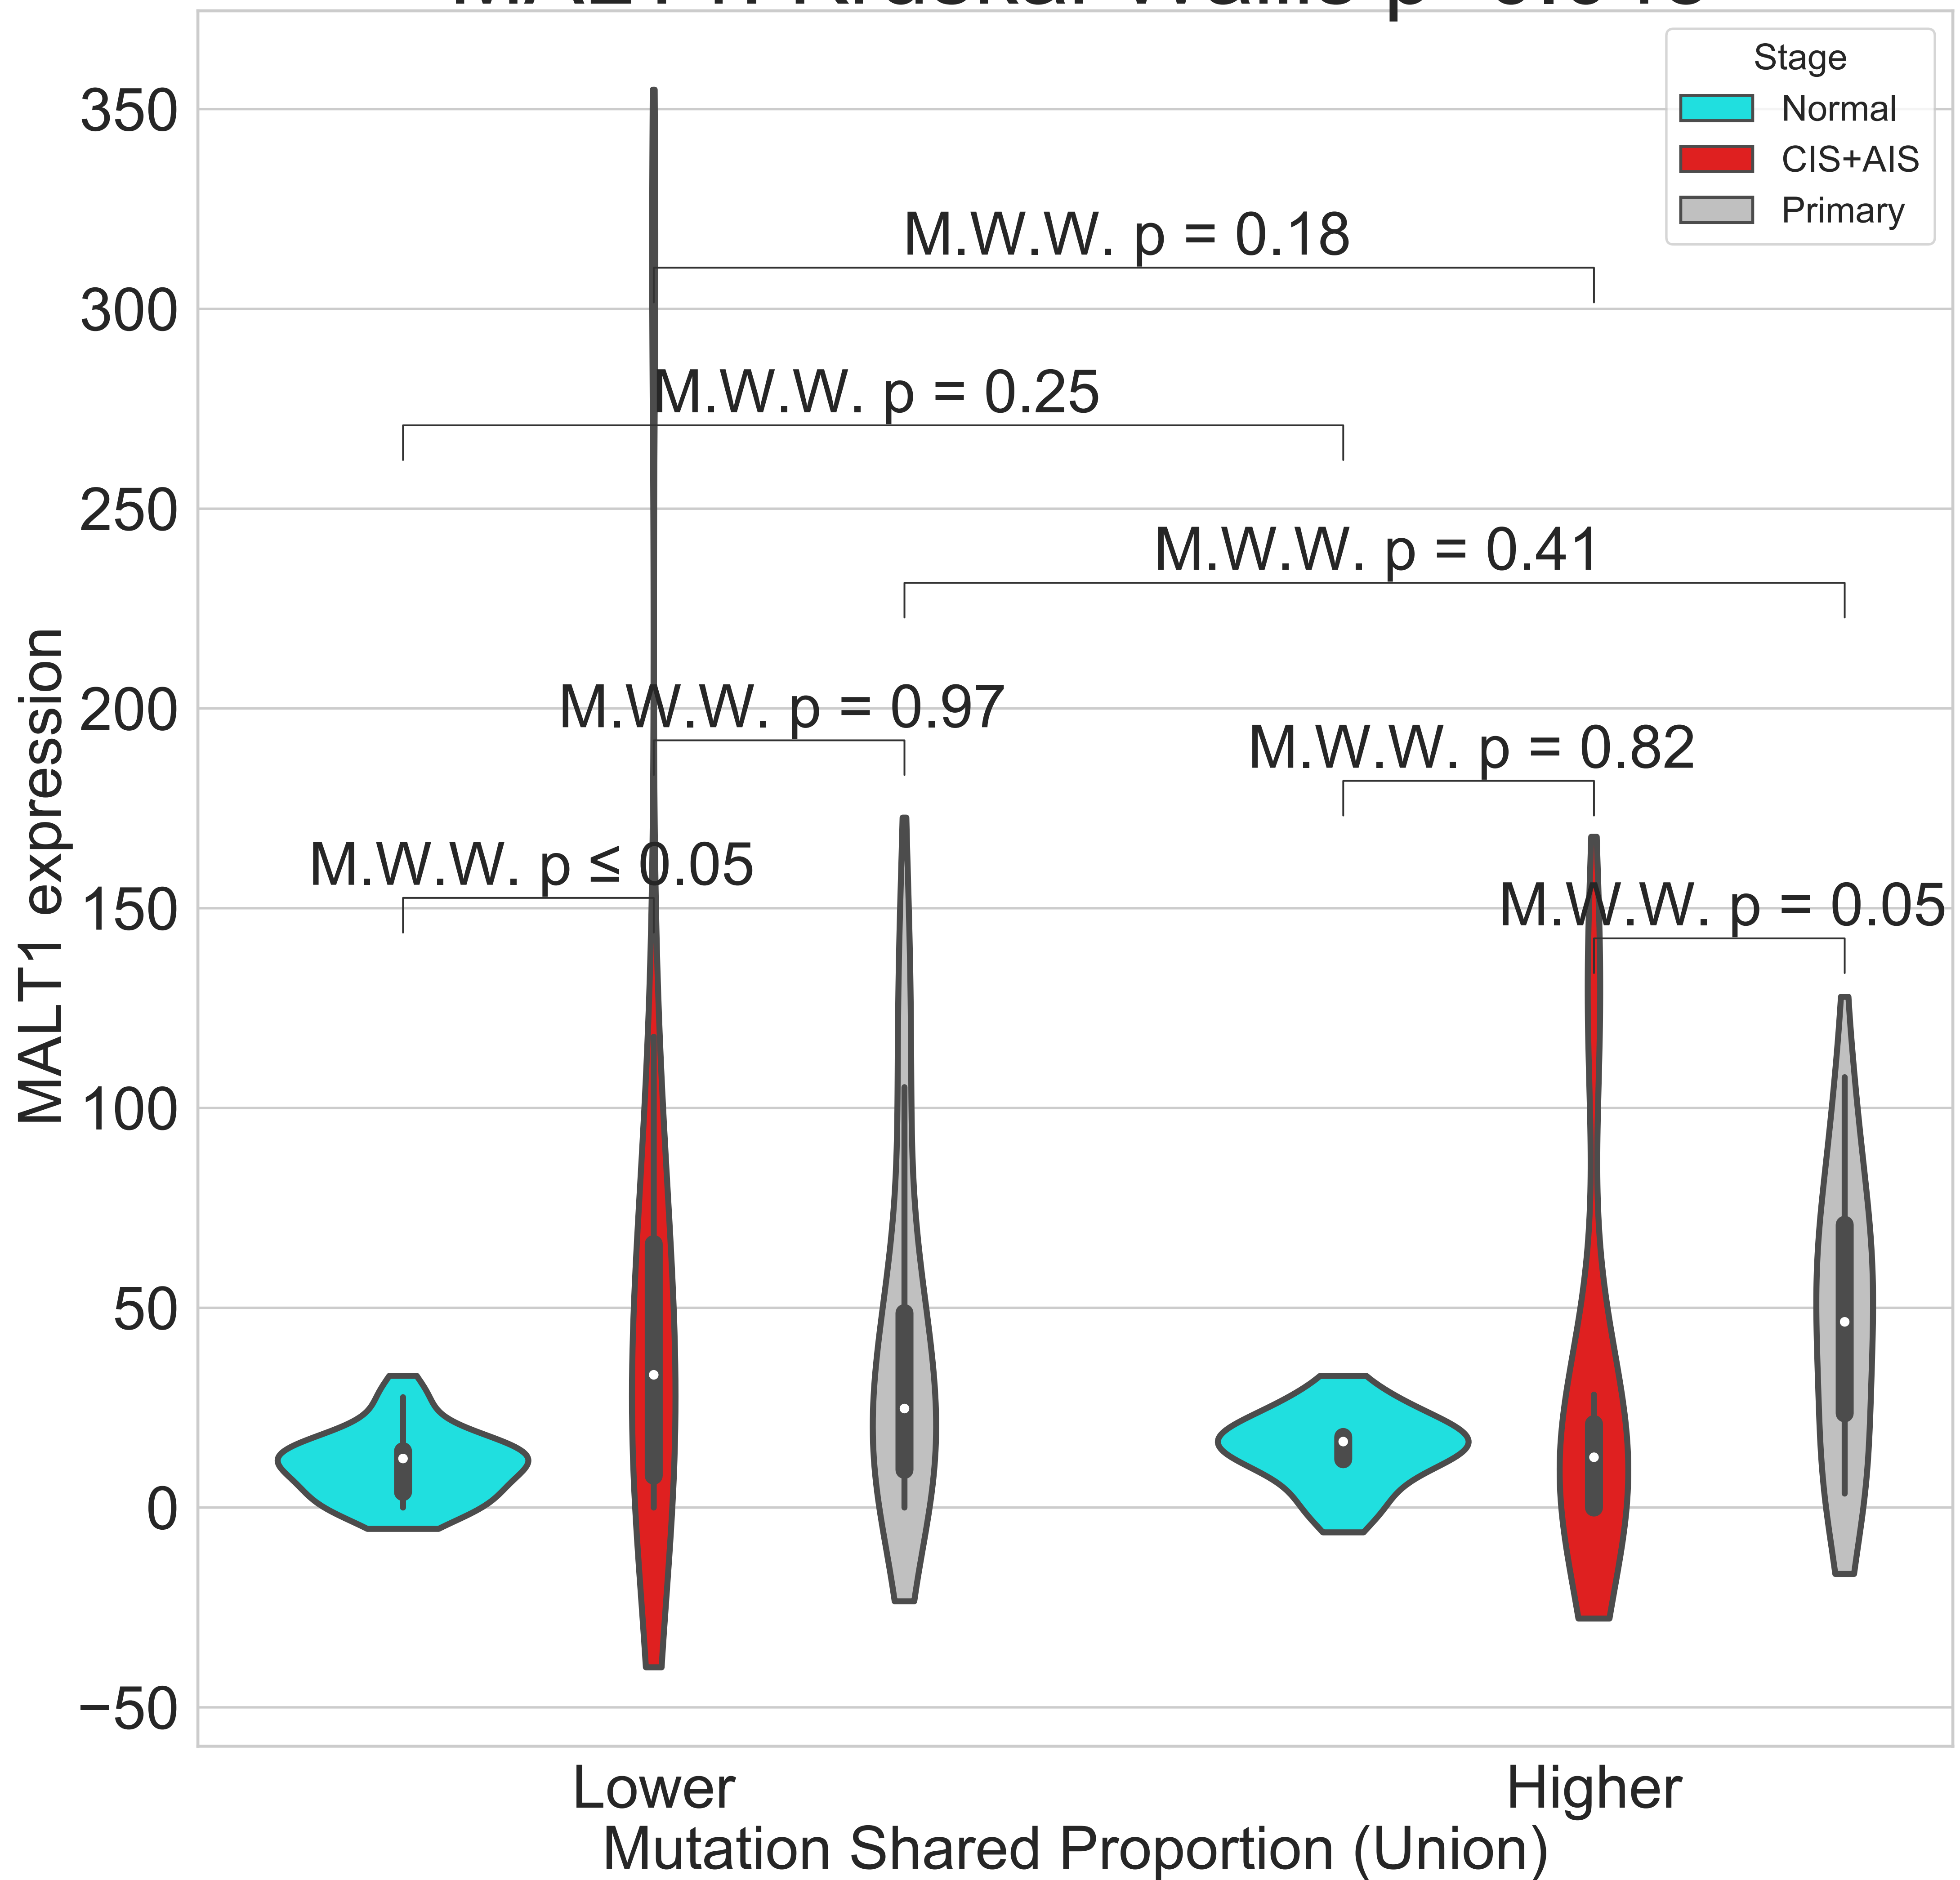 Stage
Normal
CIS+AIS
Primary
350
300
250
200
150
100
50
0
−50
MALT1 expression
M.W.W. p = 0.18
M.W.W. p = 0.25
M.W.W. p = 0.41
M.W.W. p = 0.97
M.W.W. p = 0.82
M.W.W. p ≤ 0.05
M.W.W. p = 0.05
Lower
Higher
Mutation Shared Proportion (Union)